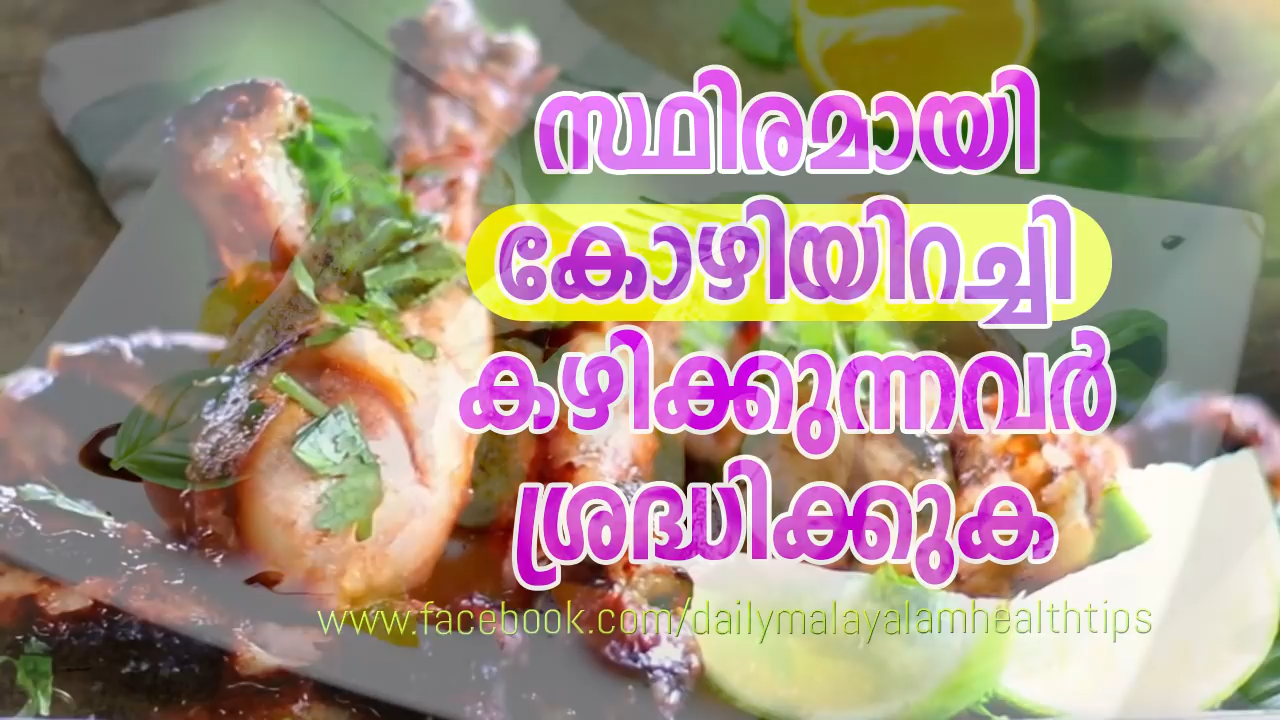 സ്ഥിരമായി
കോഴിയിറച്ചി
കഴിക്കുന്നവർ
ശ്രദ്ധിക്കുക
www.facebook.com/dailymalayalamhealthtips